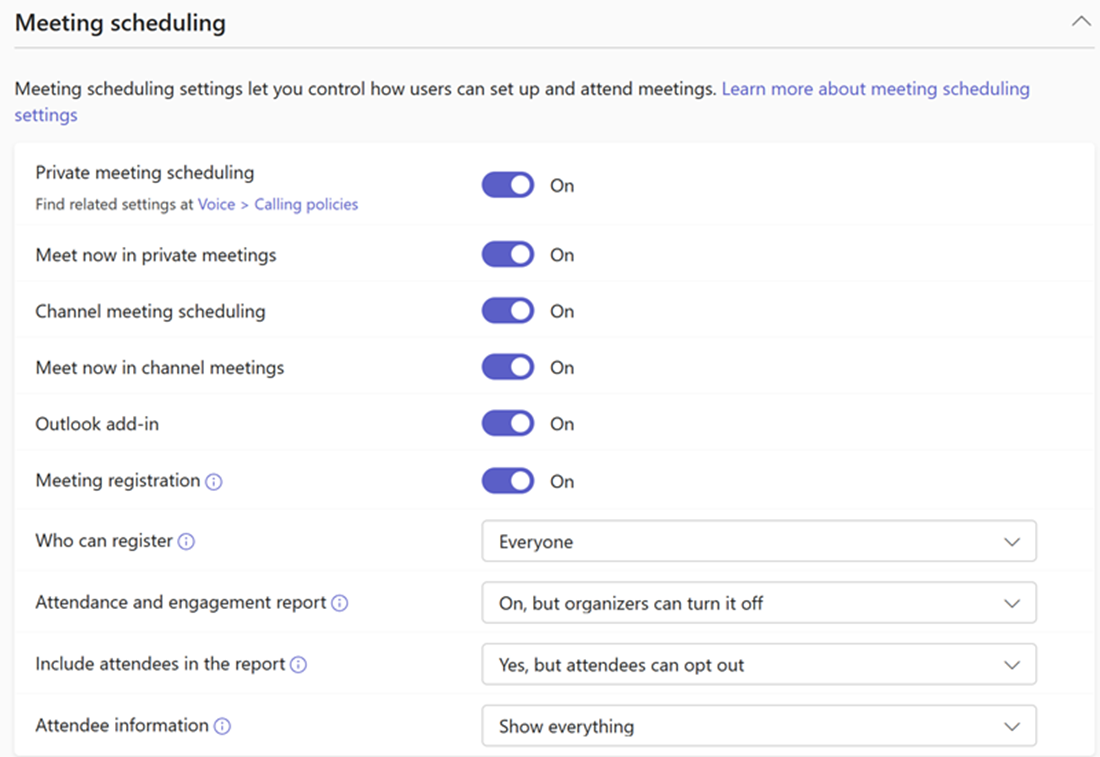 Meeting scheduling
Meeting scheduling settings let you control how users can set up and attend meetings. Learn more about meeting scheduling
settings
Private meeting scheduling
On
Find related settings at Voice > Calling policies
Meet now in private meetings
On
Channel meeting scheduling
On
Meet now in channel meetings
On
Outlook add-in
On
Meeting registration
On
Who can register
Everyone
Attendance and engagement report
On, but organizers can turn it off
Include attendees in the report
Yes, but attendees can opt out
Attendee information
Show everything